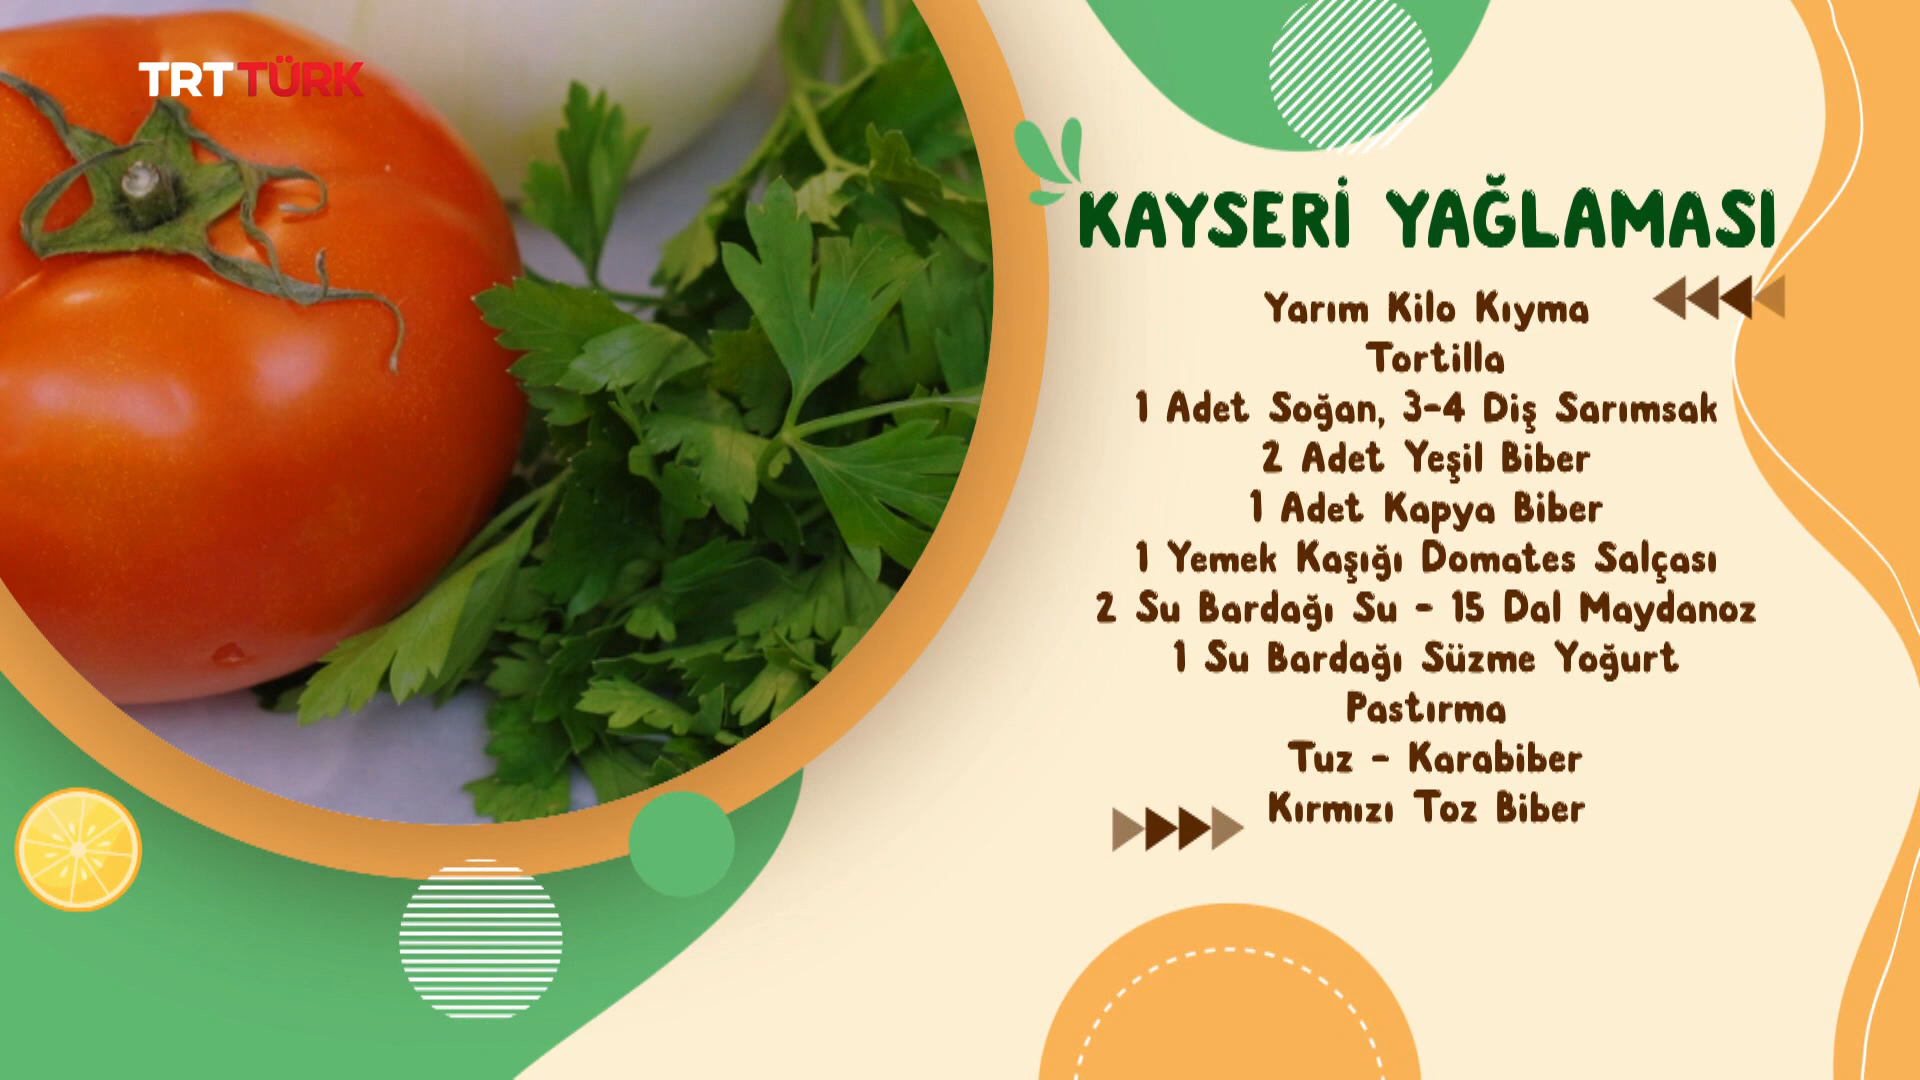 TRT TÜRK
KAYSERİ YAĞLAMASI
Yarım Kilo Kıyma
Tortilla
1 Adet Soğan, 3-4 Diş Sarımsak
2 Adet Yeşil Biber
1 Adet Kapya Biber
1 Yemek Kaşığı Domates Salçası
2 Su Bardağı Su - 15 Dal Maydanoz
1 Su Bardağı Süzme Yoğurt
Pastırma
Tuz - Karabiber
Kırmızı Toz Biber